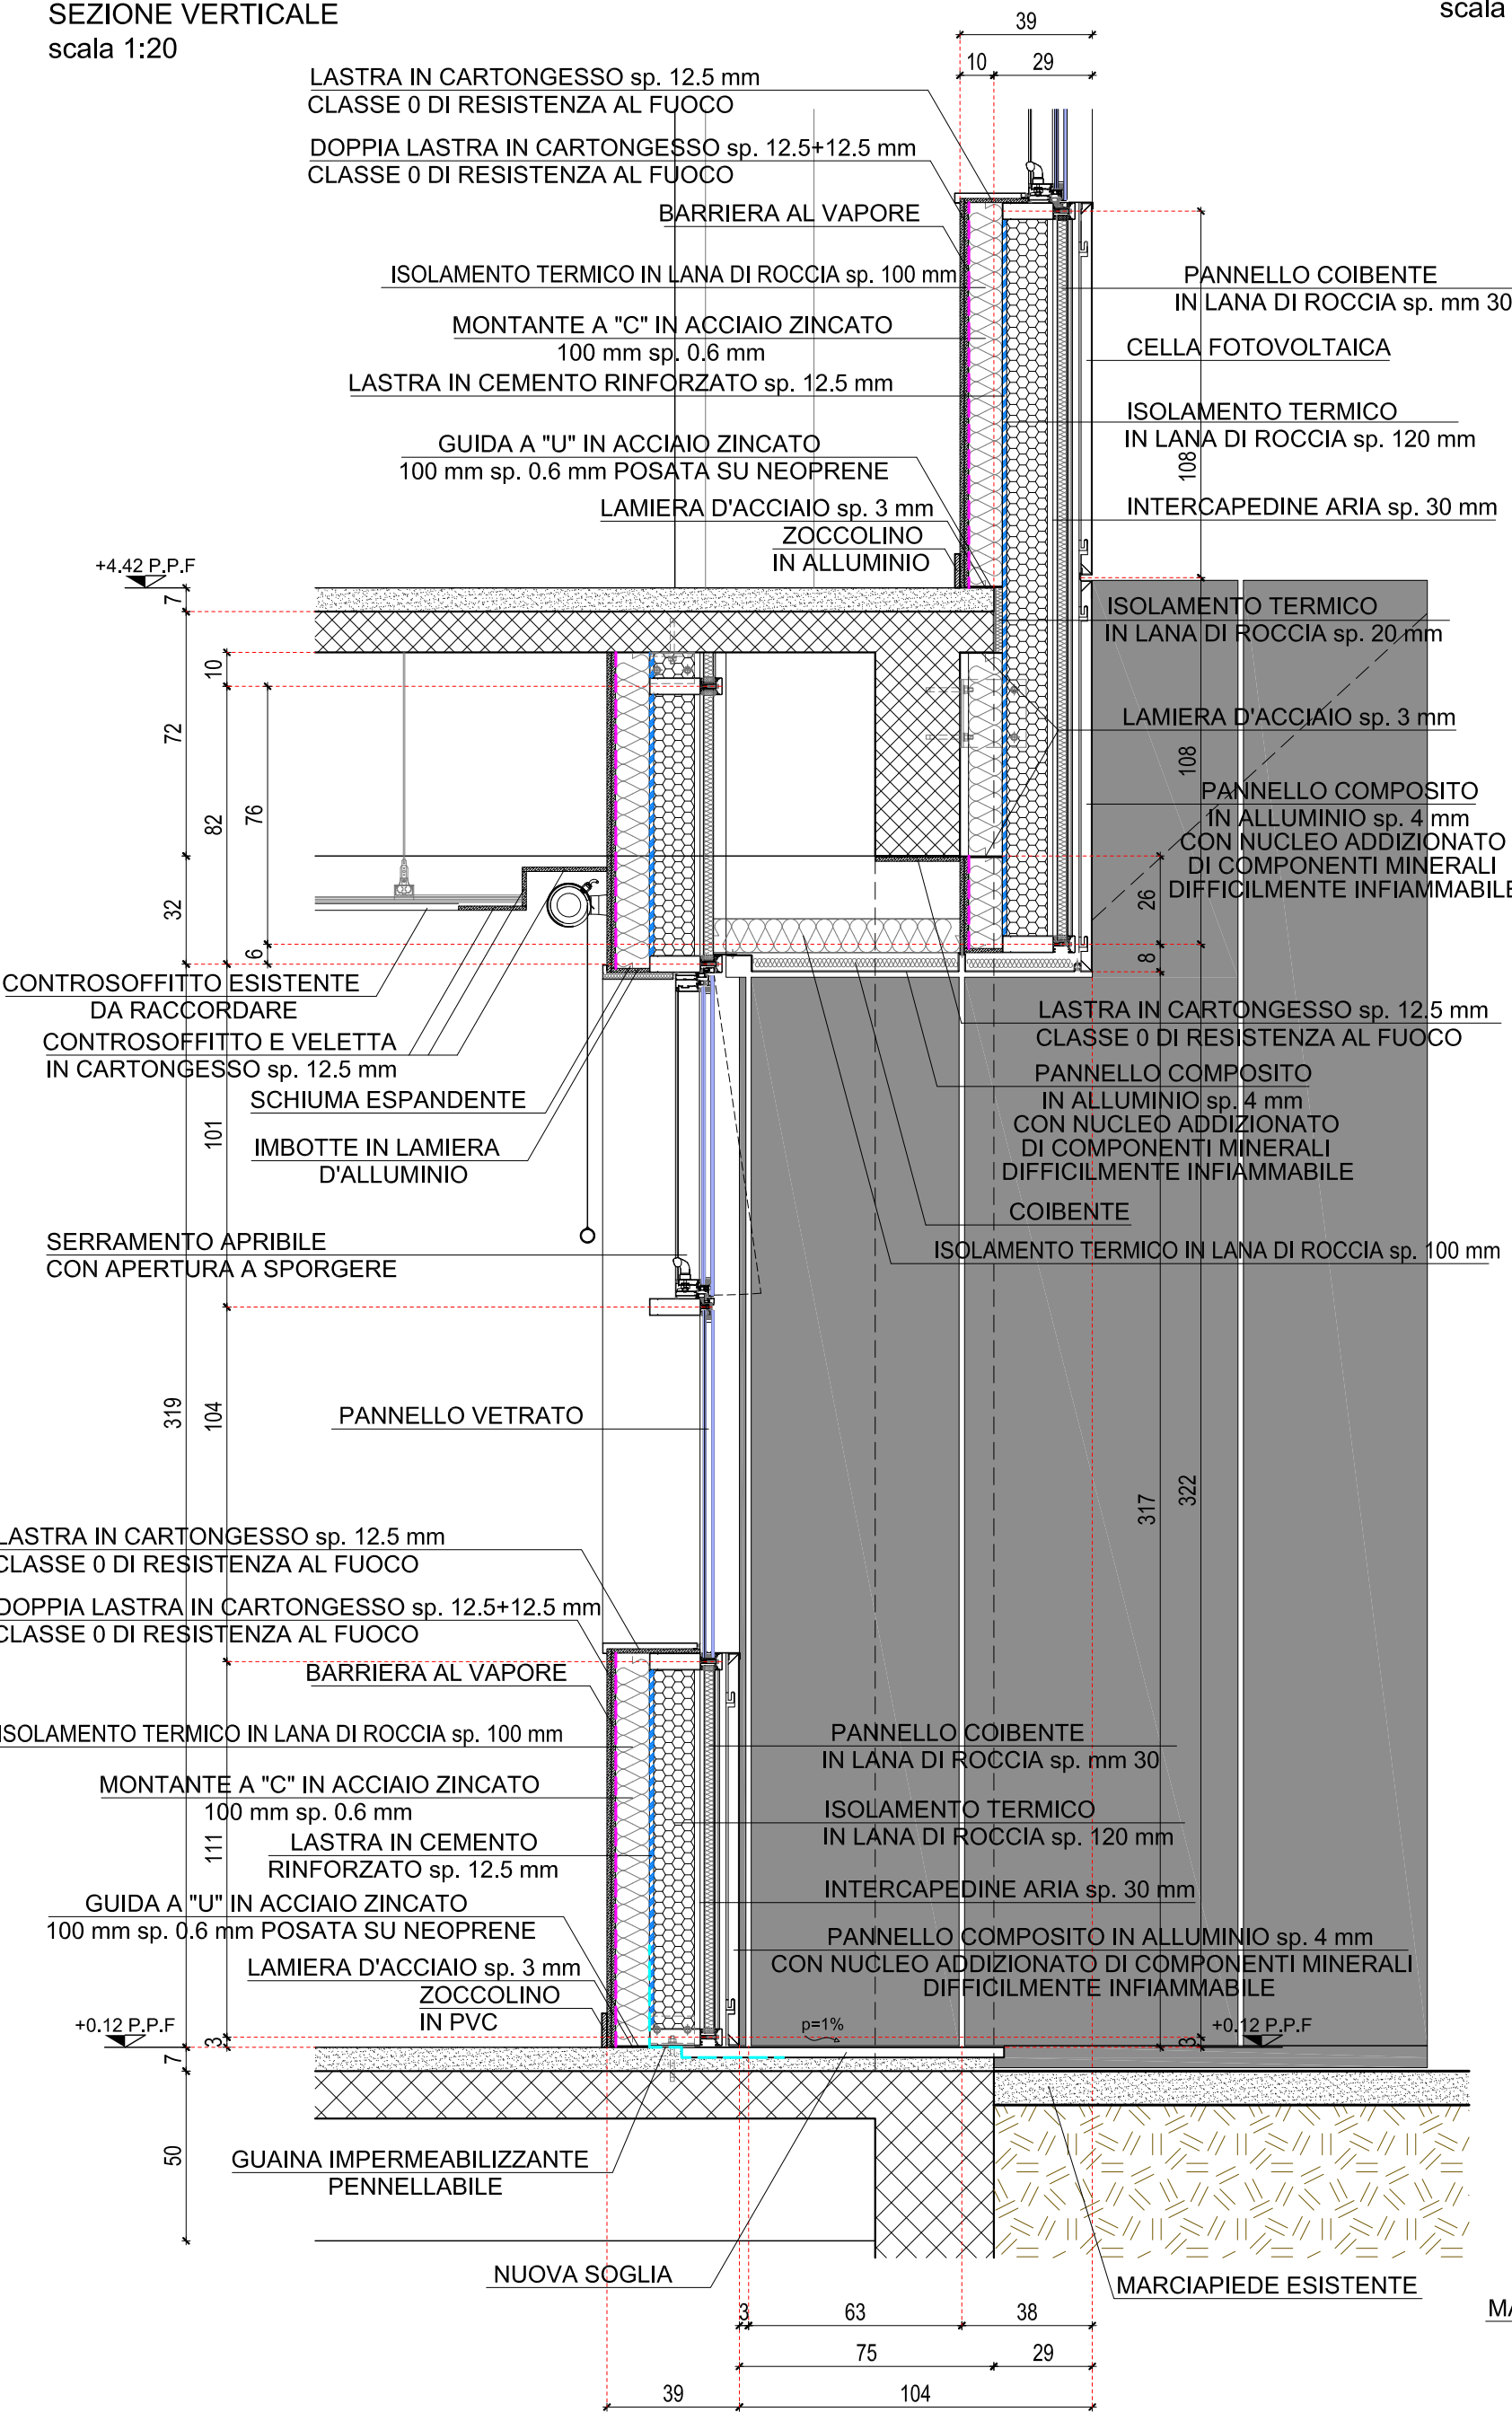 SEZIONE VERTICALE
scala 1:20
scala
39
10
29
LASTRA IN CARTONGESSO sp. 12.5 mm
CLASSE 0 DI RESISTENZA AL FUOCO
DOPPIA LASTRA IN CARTONGESSO sp. 12.5+12.5 mm
CLASSE 0 DI RESISTENZA AL FUOCO
BARRIERA AL VAPORE
ISOLAMENTO TERMICO IN LANA DI ROCCIA sp. 100 mm
MONTANTE A "C" IN ACCIAIO ZINCATO
100 mm sp. 0.6 mm
LASTRA IN CEMENTO RINFORZATO sp. 12.5 mm
GUIDA A "U" IN ACCIAIO ZINCATO
100 mm sp. 0.6 mm POSATA SU NEOPRENE
LAMIERA D'ACCIAIO sp. 3 mm
ZOCCOLINO
IN ALLUMINIO
PANNELLO COIBENTE
IN LANA DI ROCCIA sp. mm 30
CELLA FOTOVOLTAICA
ISOLAMENTO TERMICO
IN LANA DI ROCCIA sp. 120 mm
108
INTERCAPEDINE ARIA sp. 30 mm
+4.42 P.P.F
7
10
72
82
76
32
6
ISOLAMENTO TERMICO
IN LANA DI ROCCIA sp. 20 mm
LAMIERA D'ACCIAIO sp. 3 mm
108
PANNELLO COMPOSITO
IN ALLUMINIO sp. 4 mm
CON NUCLEO ADDIZIONATO
DI COMPONENTI MINERALI
DIFFICILMENTE INFIAMMABILE
26
8
CONTROSOFFITTO ESISTENTE
DA RACCORDARE
CONTROSOFFITTO E VELETTA
IN CARTONGESSO sp. 12.5 mm
SCHIUMA ESPANDENTE
IMBOTTE IN LAMIERA
D'ALLUMINIO
101
SERRAMENTO APRIBILE
CON APERTURA A SPORGERE
LASTRA IN CARTONGESSO sp. 12.5 mm
CLASSE 0 DI RESISTENZA AL FUOCO
PANNELLO COMPOSITO
IN ALLUMINIO sp. 4 mm
CON NUCLEO ADDIZIONATO
DI COMPONENTI MINERALI
DIFFICILMENTE INFIAMMABILE
COIBENTE
ISOLAMENTO TERMICO IN LANA DI ROCCIA sp. 100 mm
319
104
PANNELLO VETRATO
317
322
LASTRA IN CARTONGESSO sp. 12.5 mm
CLASSE 0 DI RESISTENZA AL FUOCO
DOPPIA LASTRA IN CARTONGESSO sp. 12.5+12.5 mm
CLASSE 0 DI RESISTENZA AL FUOCO
BARRIERA AL VAPORE
ISOLAMENTO TERMICO IN LANA DI ROCCIA sp. 100 mm
MONTANTE A "C" IN ACCIAIO ZINCATO
100 mm sp. 0.6 mm
111
LASTRA IN CEMENTO
RINFORZATO sp. 12.5 mm
GUIDA A "U" IN ACCIAIO ZINCATO
100 mm sp. 0.6 mm POSATA SU NEOPRENE
LAMIERA D'ACCIAIO sp. 3 mm
ZOCCOLINO
IN PVC
PANNELLO COIBENTE
IN LANA DI ROCCIA sp. mm 30
ISOLAMENTO TERMICO
IN LANA DI ROCCIA sp. 120 mm
INTERCAPEDINE ARIA sp. 30 mm
PANNELLO COMPOSITO IN ALLUMINIO sp. 4 mm
CON NUCLEO ADDIZIONATO DI COMPONENTI MINERALI
DIFFICILMENTE INFIAMMABILE
+0.12 P.P.F
3
p=1%
3
+0.12 P.P.F
7
50
GUAINA IMPERMEABILIZZANTE
PENNELLABILE
NUOVA SOGLIA
MARCIAPIEDE ESISTENTE
MA
3
63
38
75
29
39
104